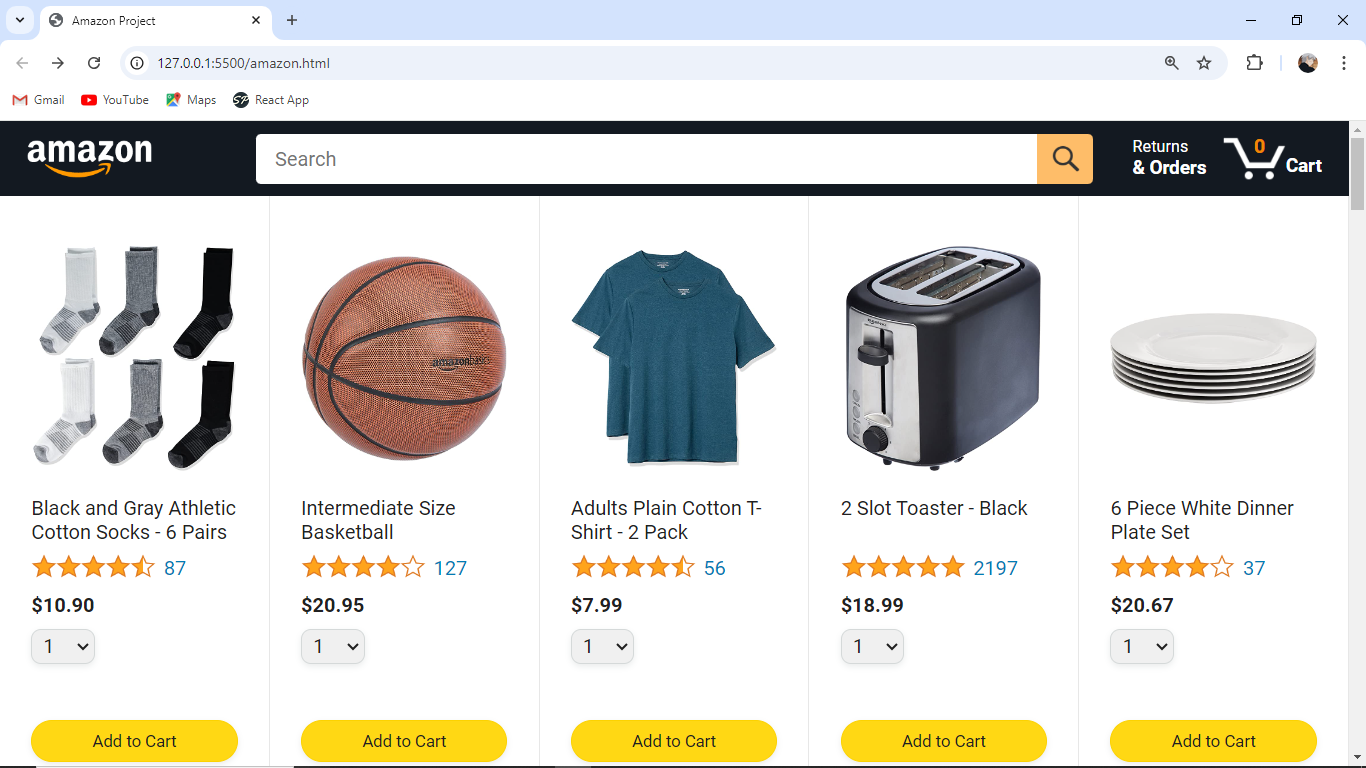 Amazon Project
127.0.0.1:5500/amazon.html
Gmail
YouTube
Maps
React App
amazon
Search
Returns
& Orders
0
Cart
amazon
Black and Gray Athletic
Cotton Socks - 6 Pairs
87
$10.90
1
Add to Cart
Intermediate Size
Basketball
127
$20.95
1
Add to Cart
Adults Plain Cotton T-
Shirt - 2 Pack
56
$7.99
1
Add to Cart
2 Slot Toaster - Black
2197
$18.99
1
Add to Cart
6 Piece White Dinner
Plate Set
37
$20.67
1
Add to Cart